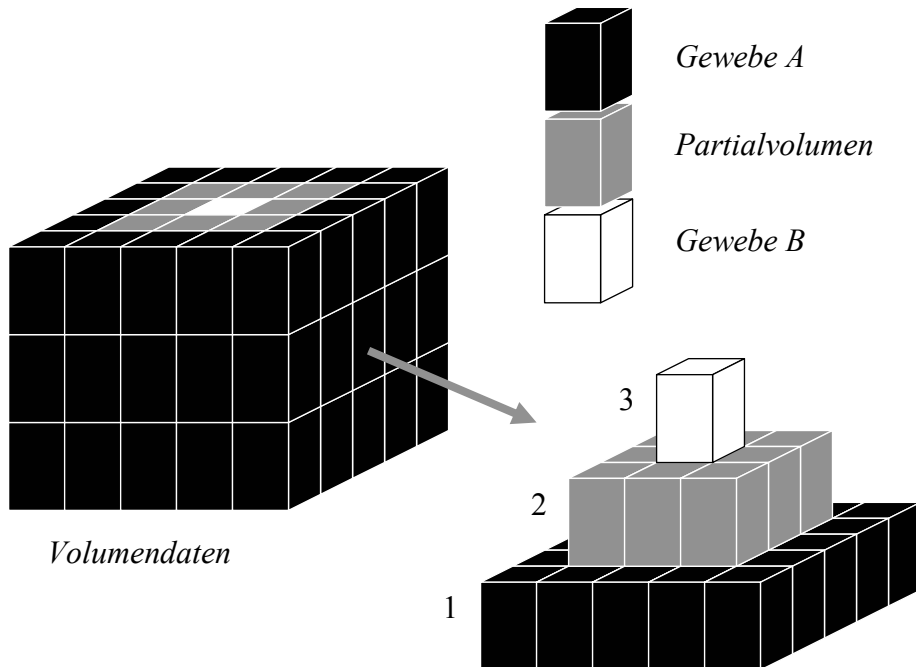 Gewebe A
Partialvolumen
Gewebe B
3
2
Volumendaten
1